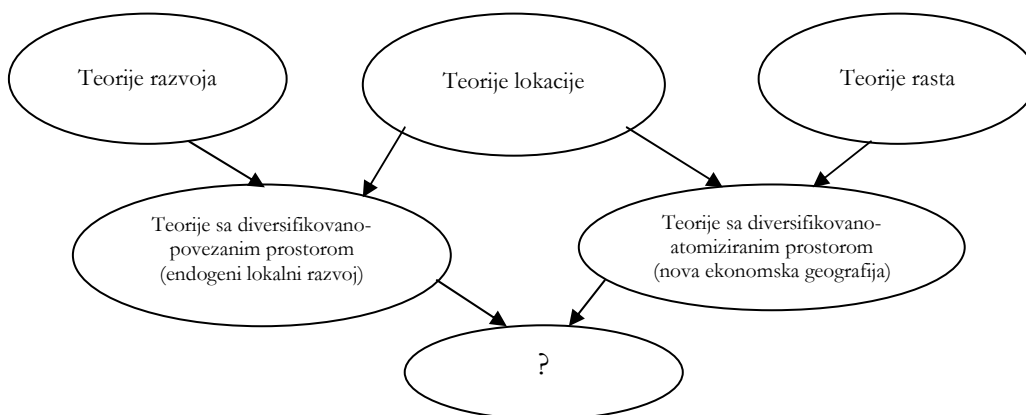 Teorije razvoja
Teorije lokacije
Teorije rasta
Teorije sa diversifikovano-
povezanim prostorom
(endogeni lokalni razvoj)
Teorije sa diversifikovano-
atomiziranim prostorom
(nova ekonomska geografija)
?